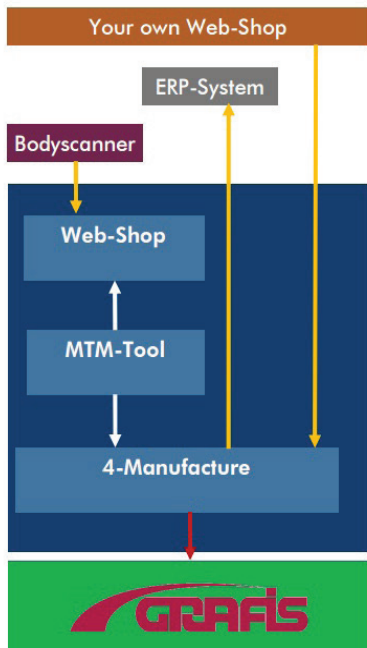 Your own Web-Shop
ERP-System
Bodyscanner
Web-Shop
MTM-Tool
4-Manufacture
GRAFIS